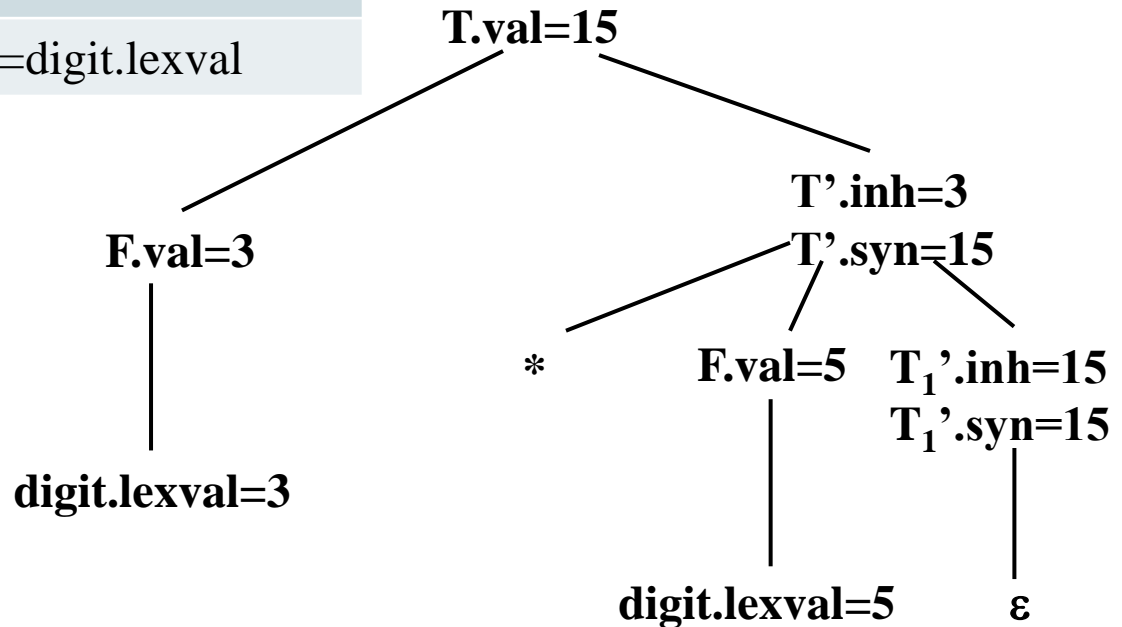 T.val=15
=digit.lexval
T’.inh=3
F.val=3
T’.syn=15
*
F.val=5
T₁’.inh=15
T₁’.syn=15
digit.lexval=3
digit.lexval=5
ε